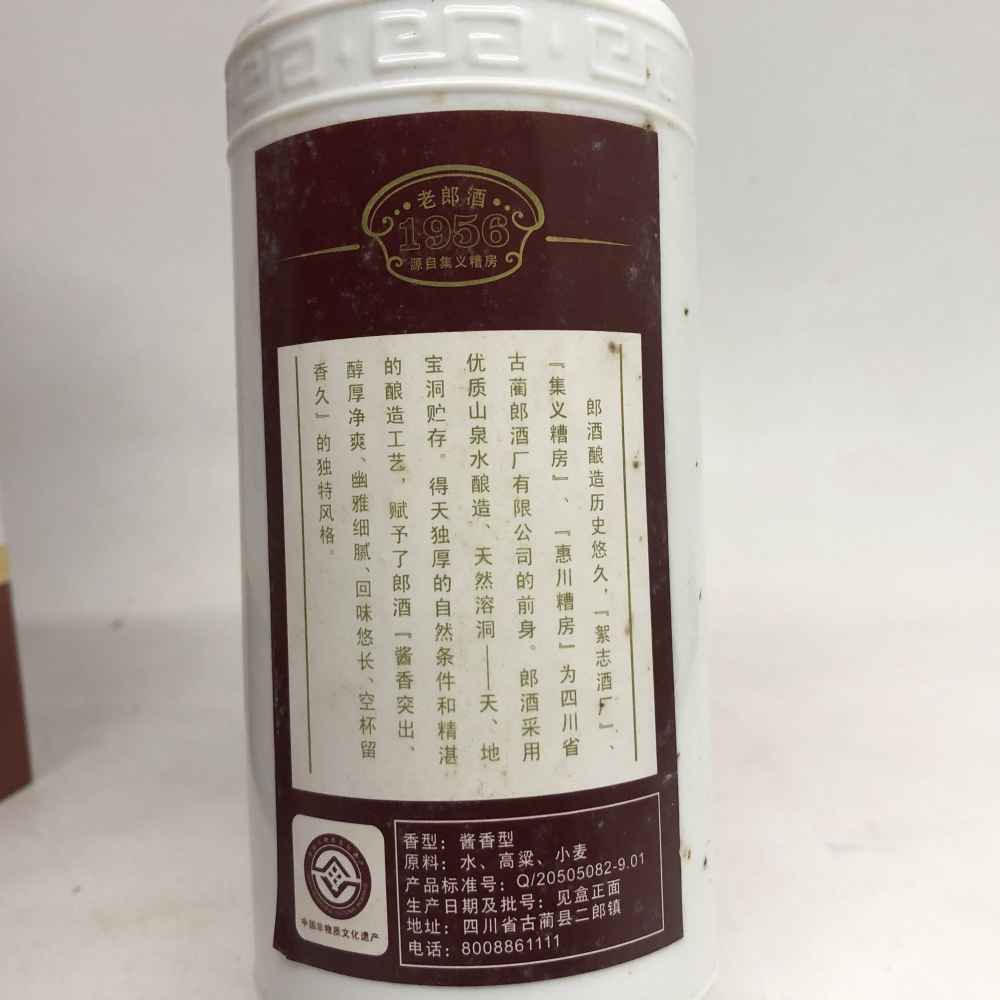 老郎酒
1956
源自集义糟房
郎酒酿造历史悠久，『絮志酒厂』、
『集义糟房』、『惠川糟房』为四川省
古蔺郎酒厂有限公司的前身。郎酒采用
优质山泉水酿造、天然溶洞——天、地
宝洞贮存。得天独厚的自然条件和精湛
的酿造工艺，赋予了郎酒『酱香突出、
醇厚净爽、幽雅细腻、回味悠长、空杯留
香久』的独特风格。
中国非物质文化遗产
香型：酱香型
原料：水、高粱、小麦
产品标准号：Q/20505082-9.01
生产日期及批号：见盒正面
地址：四川省古蔺县二郎镇
电话：8008861111